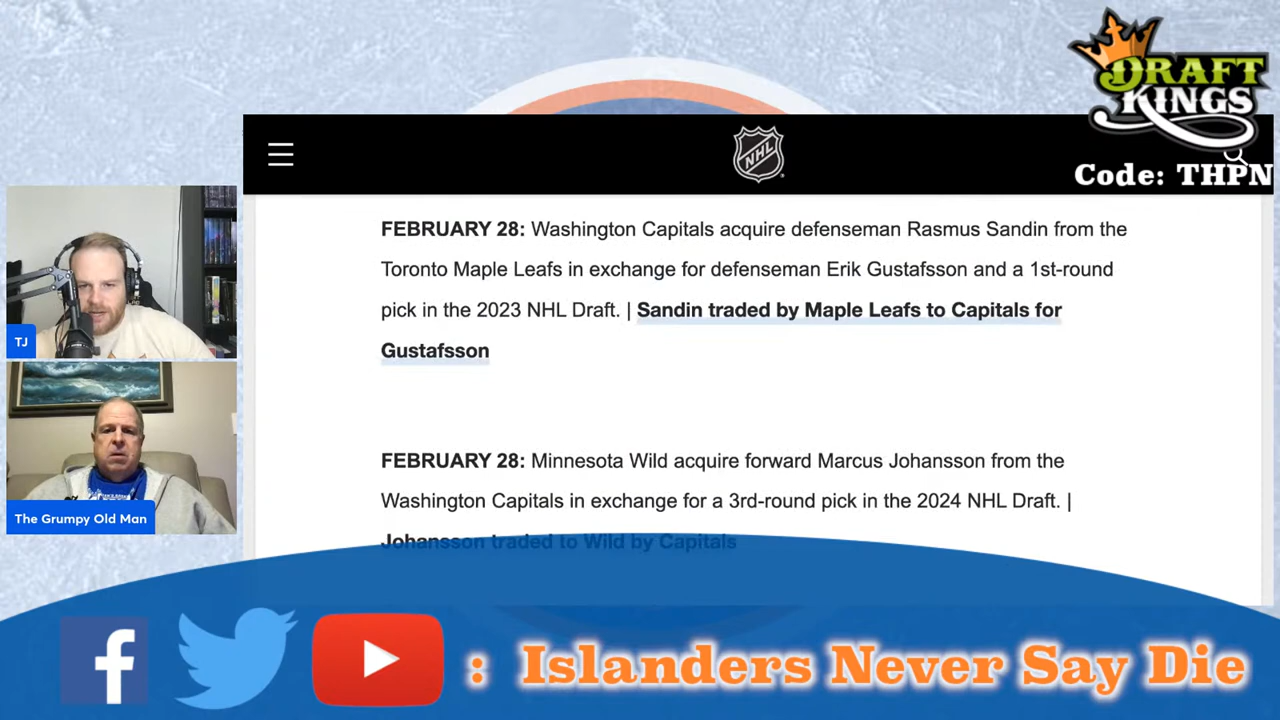 DRAFT
KINGS
Code: THPN
NHL
FEBRUARY 28: Washington Capitals acquire defenseman Rasmus Sandin from the
Toronto Maple Leafs in exchange for defenseman Erik Gustafsson and a 1st-round
pick in the 2023 NHL Draft. | Sandin traded by Maple Leafs to Capitals for
Gustafsson
TJ
FEBRUARY 28: Minnesota Wild acquire forward Marcus Johansson from the
Washington Capitals in exchange for a 3rd-round pick in the 2024 NHL Draft. |
Johansson traded to Wild by Capitals
The Grumpy Old Man
: Islanders Never Say Die